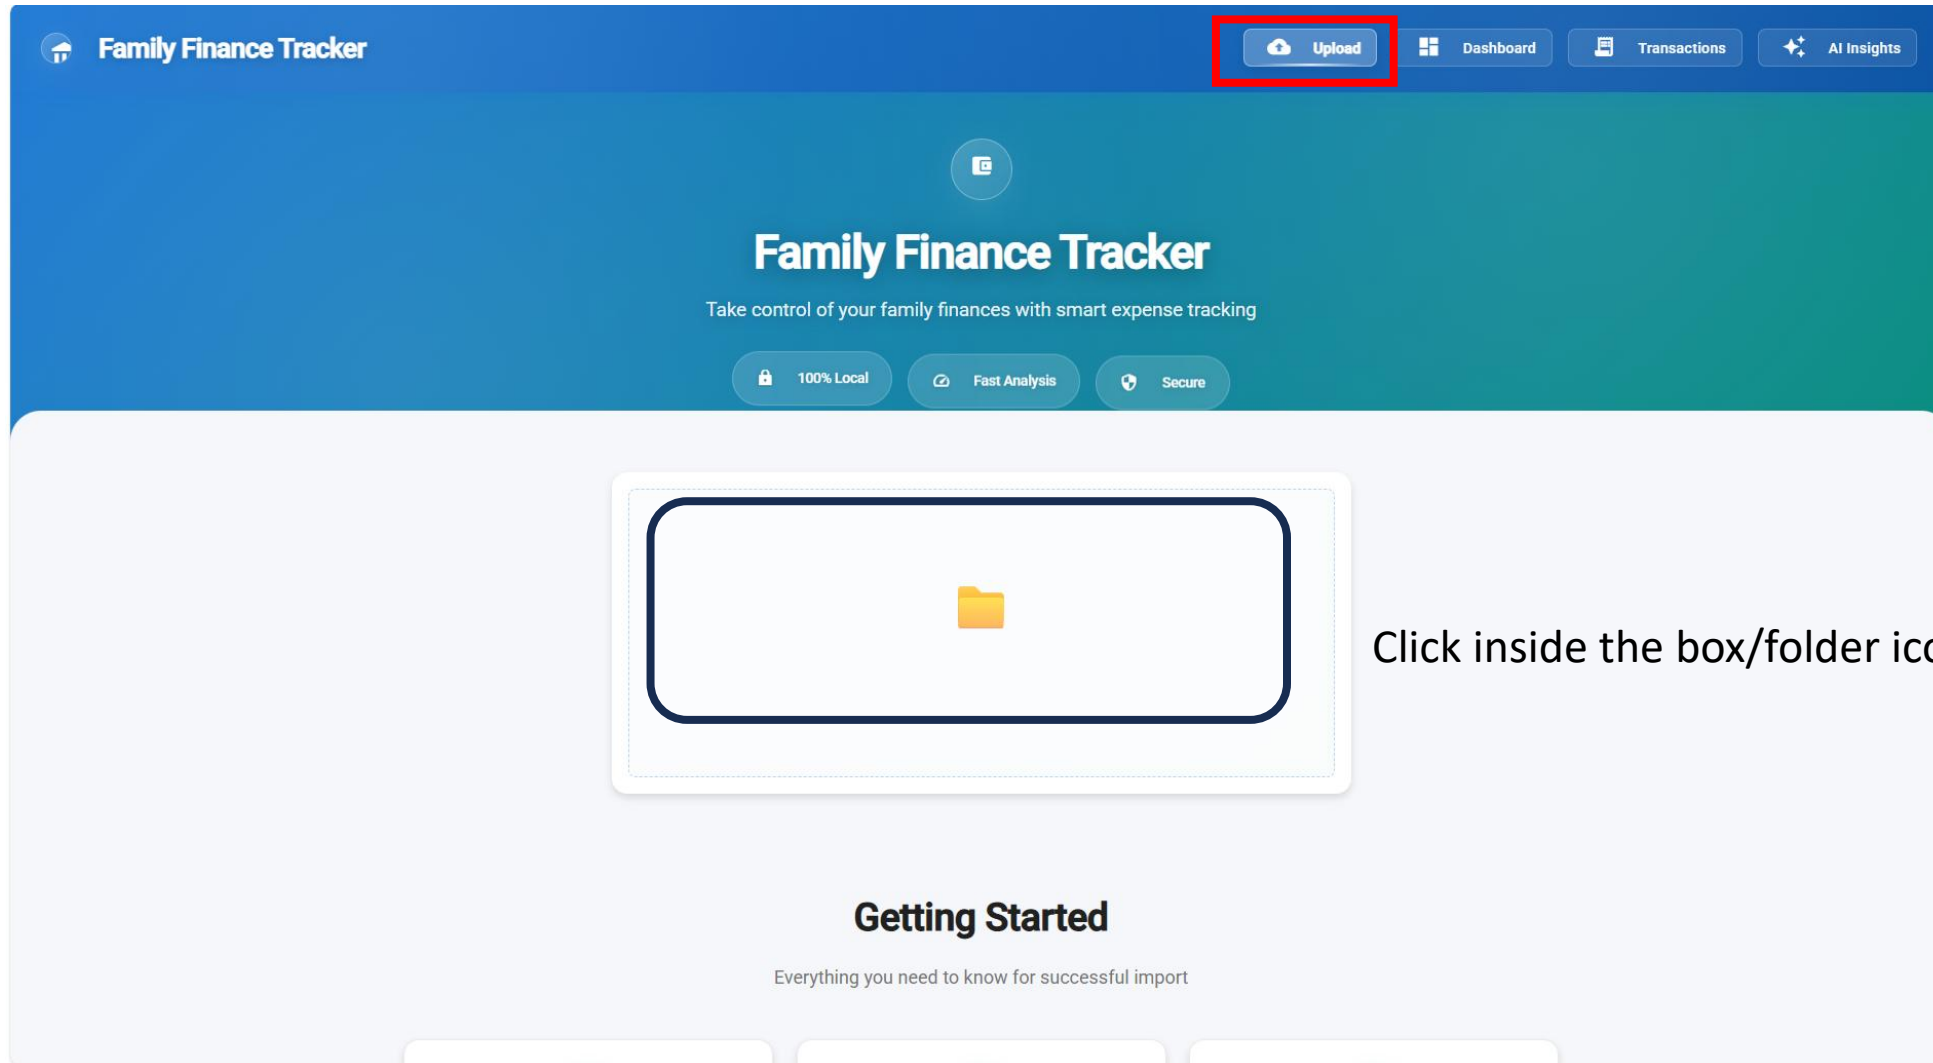 Family Finance Tracker
Upload
Dashboard
Transactions
AI Insights
Family Finance Tracker
Take control of your family finances with smart expense tracking
100% Local
Fast Analysis
Secure
Click inside the box/folder
Getting Started
Everything you need to know for successful import